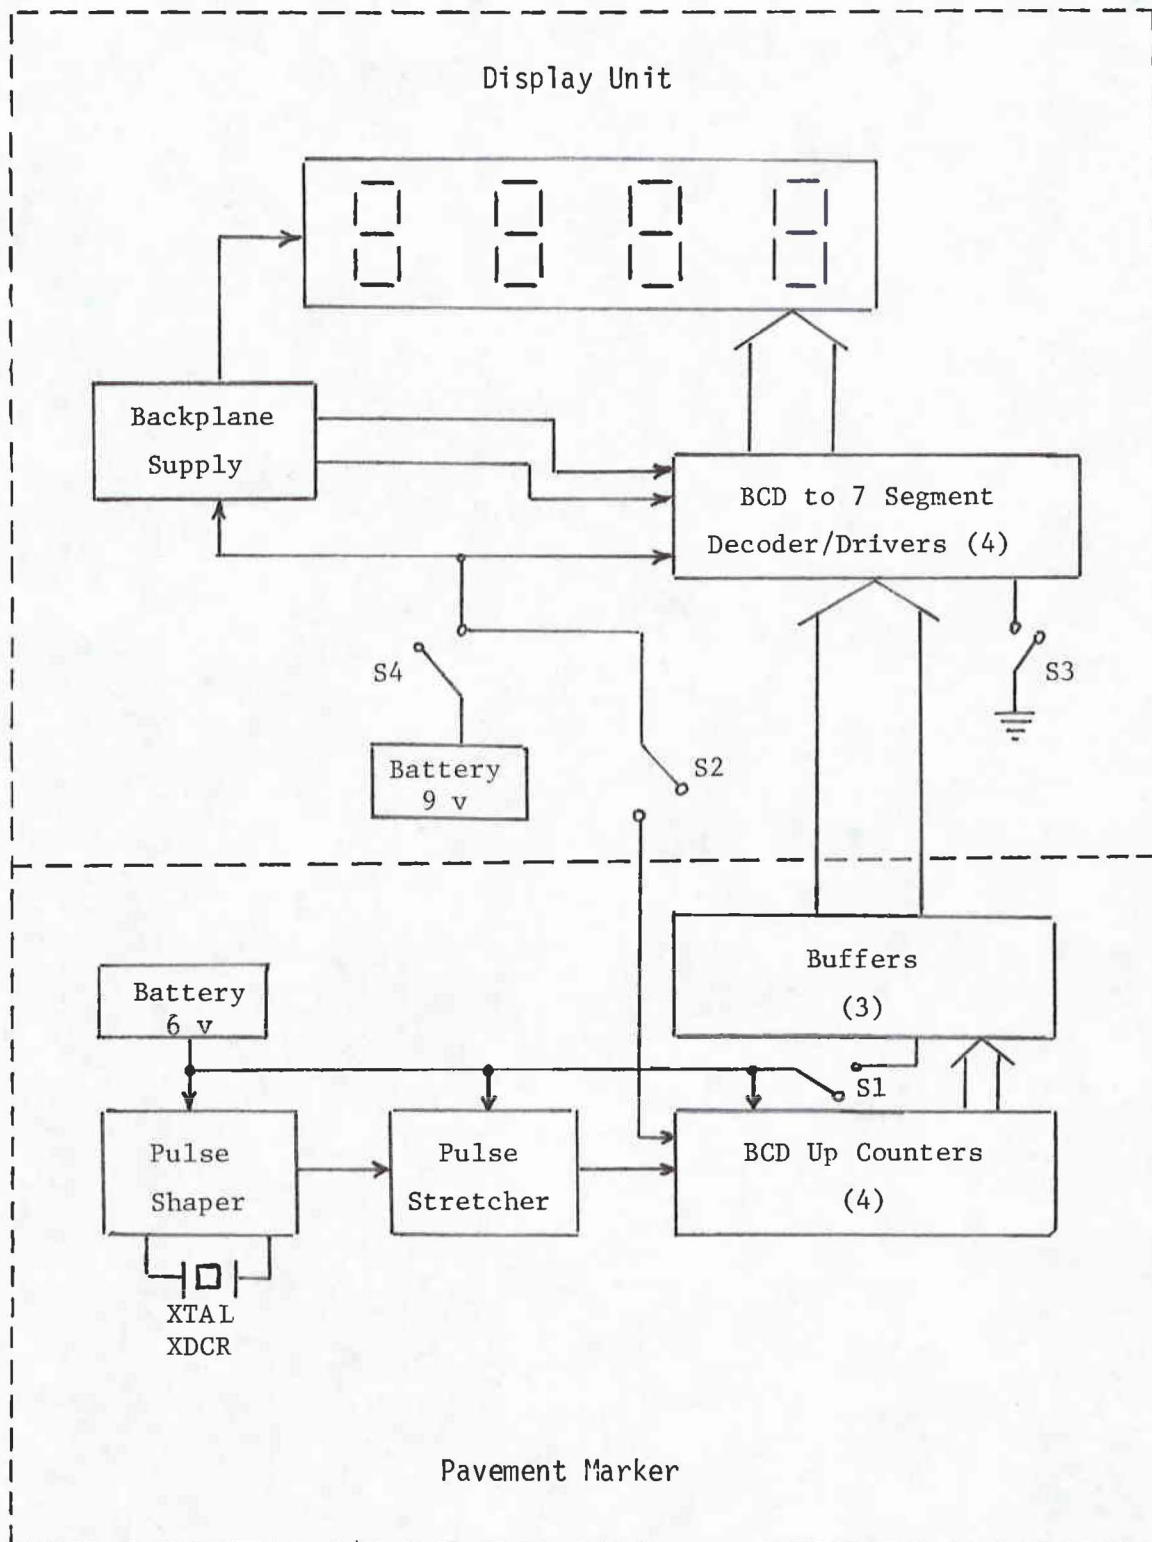 Display Unit
Backplane
Supply
BCD to 7 Segment
Decoder/Drivers (4)
S4
S3
Battery
9 v
S2
Buffers
(3)
Battery
6 v
S1
Pulse
Shaper
Pulse
Stretcher
BCD Up Counters
(4)
XTAL
XDCR
Pavement Marker